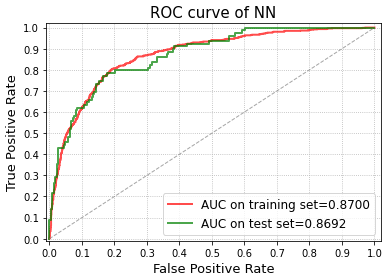 ROC curve of NN
True Positive Rate
1.0
0.9
0.8
0.7
0.6
0.5
0.4
0.3
0.2
0.1
0.0
AUC on training set=0.8700
AUC on test set=0.8692
0.0 0.1 0.2 0.3 0.4 0.5 0.6 0.7 0.8 0.9 1.0
False Positive Rate